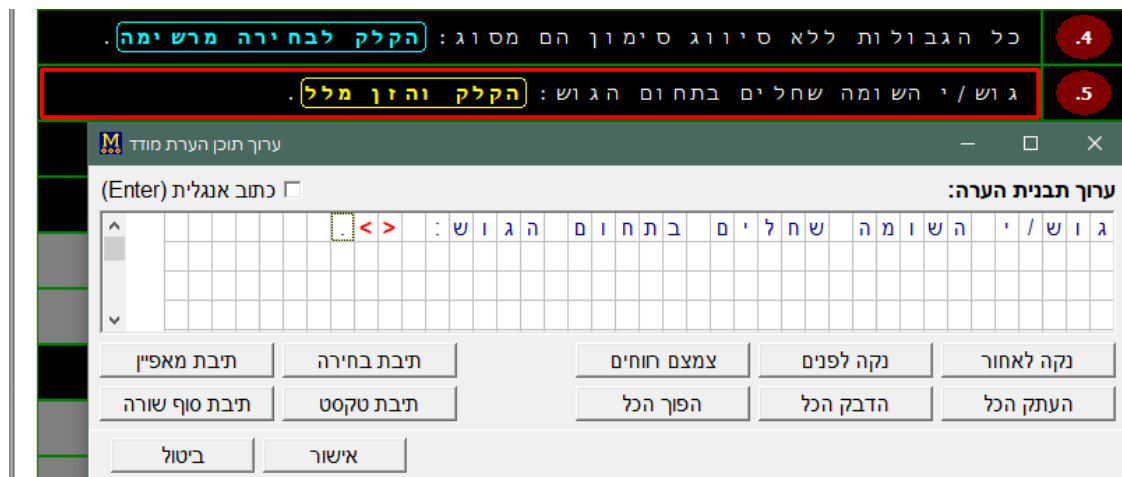 4. כל הגבולות ללא סיווג סימון הם מסוג: הקלק לבחירה מרשימה.
5. גוש/י השומה שחלים בתחום הגוש: הקלק והזן מלל.
ערוך תוכן הערת מודד
ערוך תבנית הערה: כתוב אנגלית (Enter)
גוש/י השומה שחלים בתחום הגוש: <>.
נקה לאחור נקה לפנים צמצם רווחים תיבת בחירה תיבת מאפיין
העתק הכל הדבק הכל הפוך הכל תיבת טקסט תיבת סוף שורה
אישור ביטול